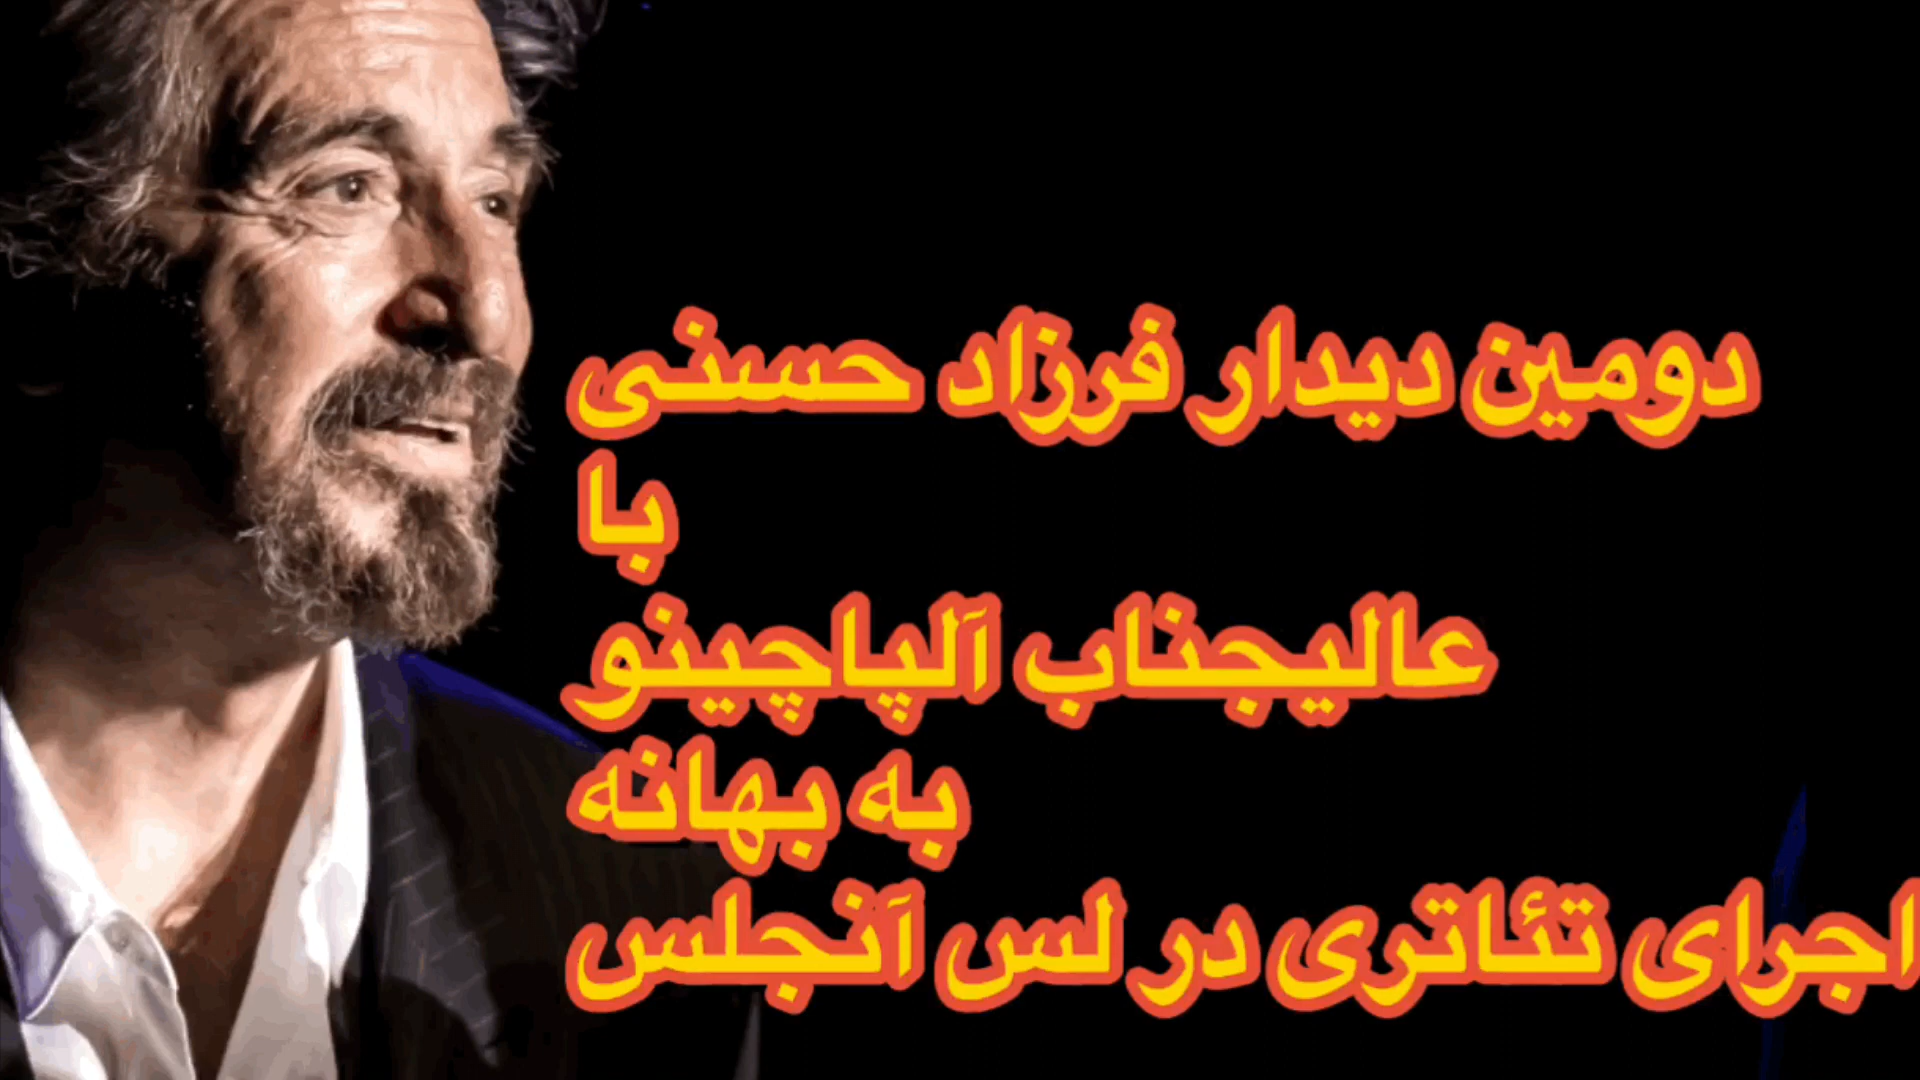 دومین دیدار فرزاد حسنی
با
عالیجناب آلپاچینو
به بهانه
اجرای تئاتری در لس آنجلس